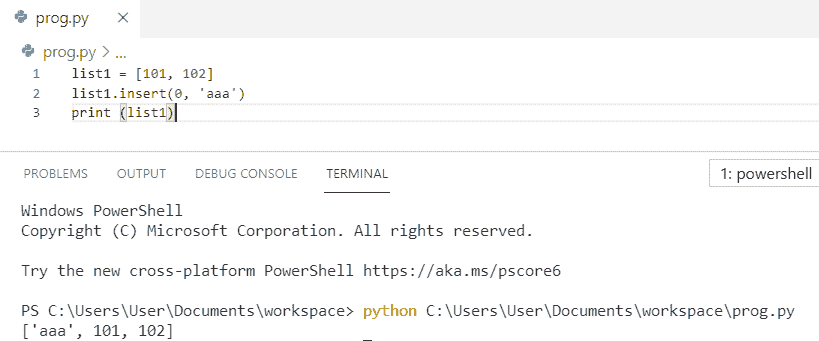 prog.py
prog.py > ...
1 list1 = [101, 102]
2 list1.insert(0, 'aaa')
3 print (list1)
PROBLEMS OUTPUT DEBUG CONSOLE TERMINAL 1: powershell
Windows PowerShell
Copyright (C) Microsoft Corporation. All rights reserved.
Try the new cross-platform PowerShell https://aka.ms/pscore6
PS C:\Users\User\Documents\workspace> python C:\Users\User\Documents\workspace\prog.py
['aaa', 101, 102]